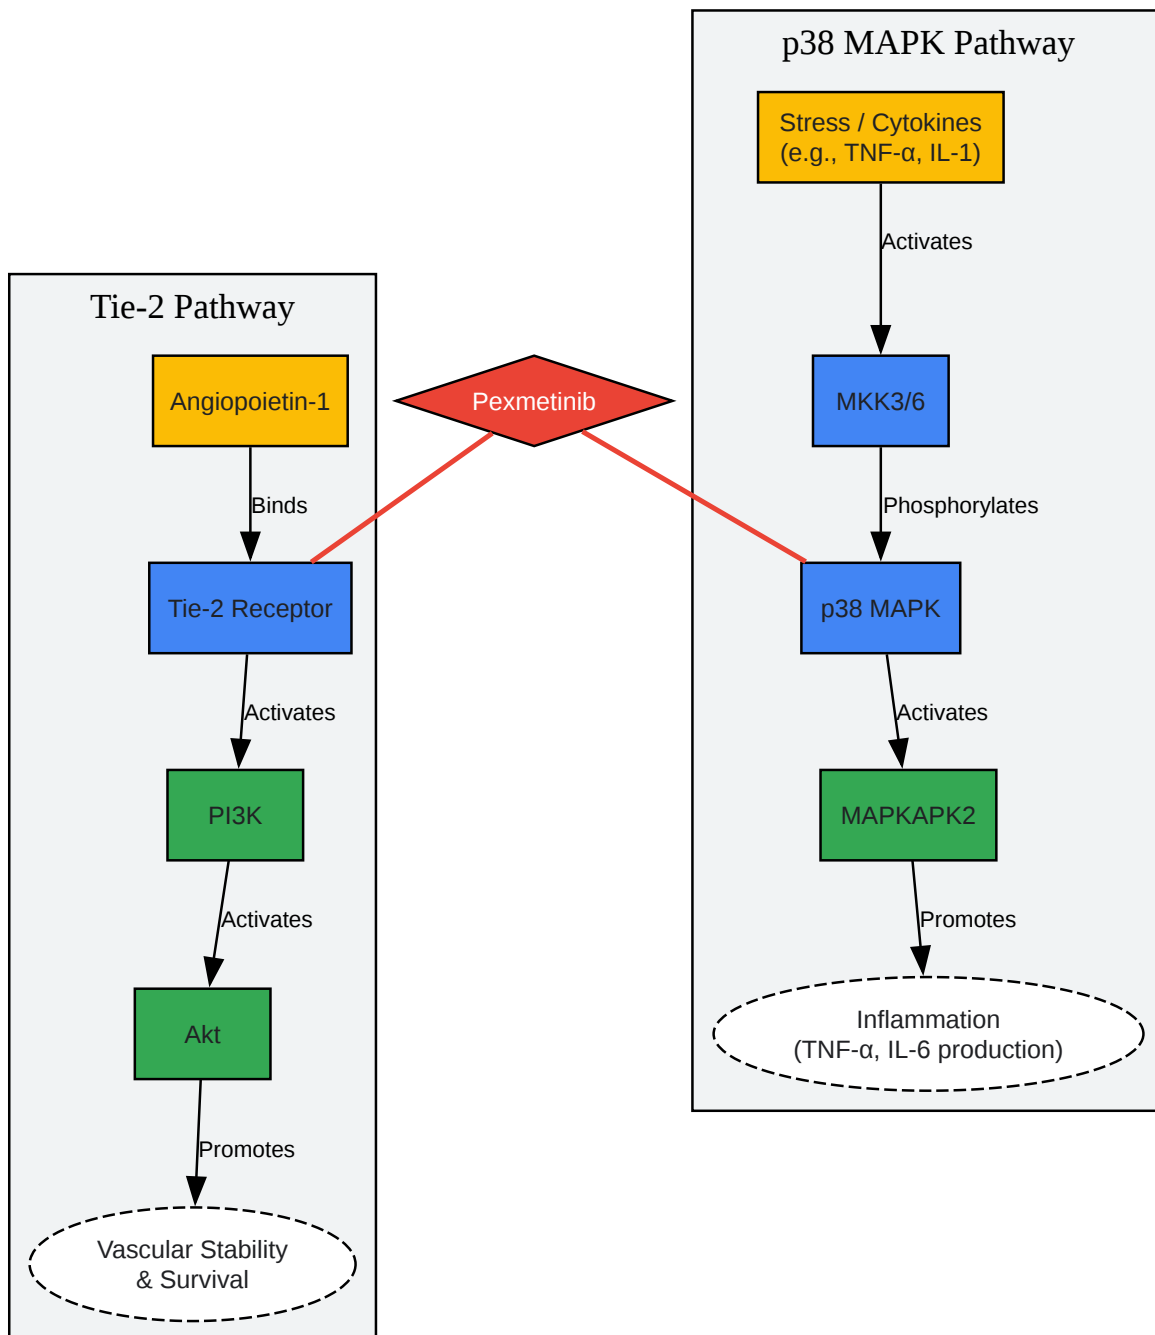 p38 MAPK Pathway
Stress / Cytokines
(e.g., TNF-α, IL-1)
Activates
MKK3/6
Phosphorylates
p38 MAPK
Activates
MAPKAPK2
Promotes
Inflammation
(TNF-α, IL-6 production)
Tie-2 Pathway
Angiopoietin-1
Binds
Tie-2 Receptor
Activates
PI3K
Activates
Akt
Promotes
Vascular Stability
& Survival
Pexmetinib